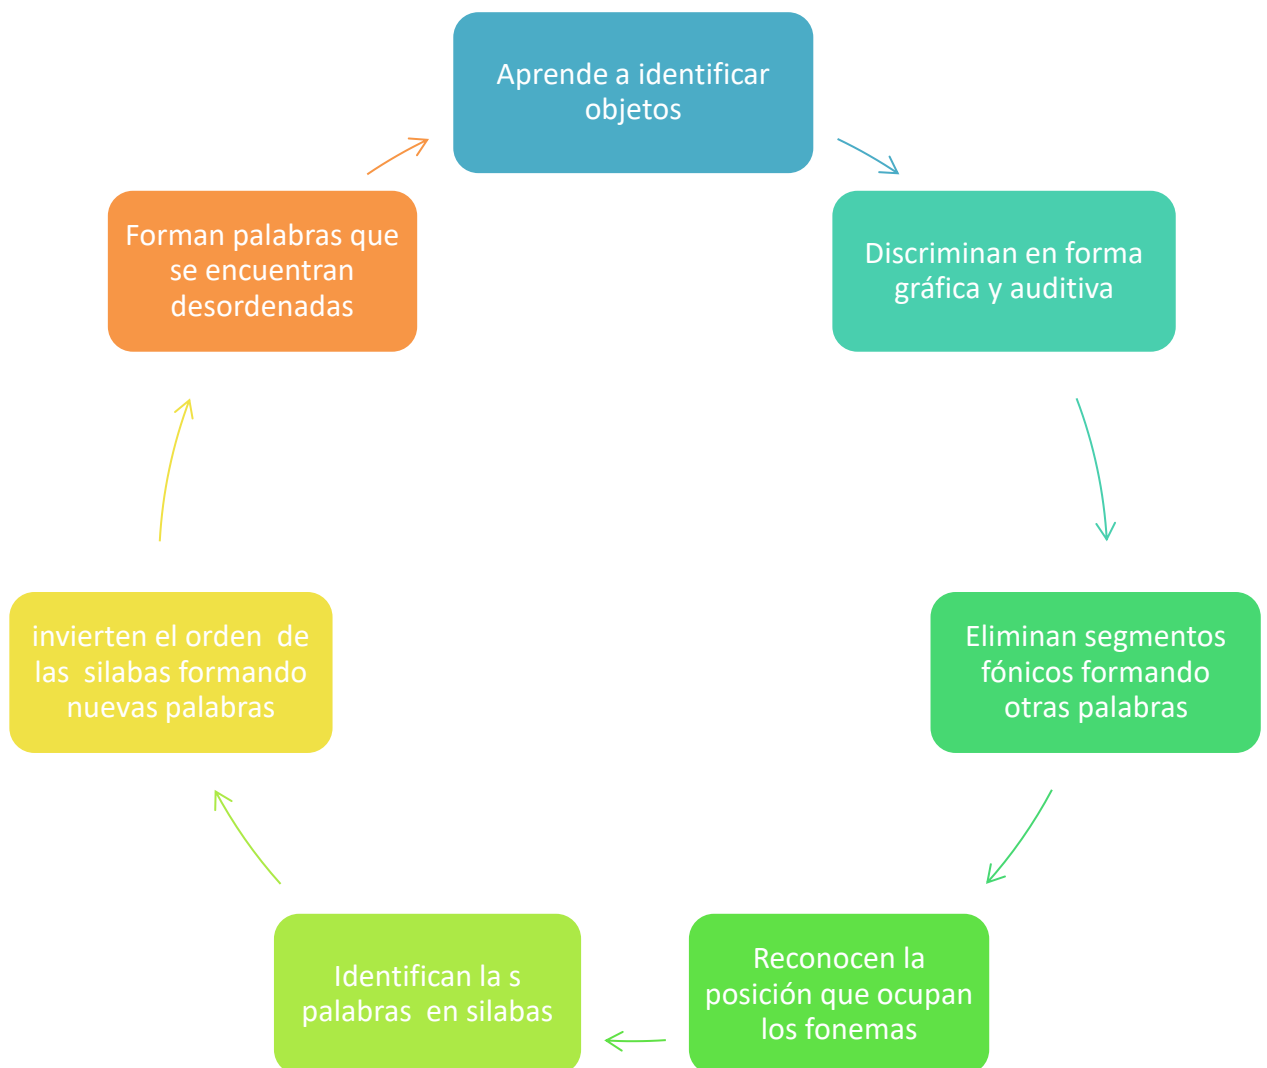 Aprende a identificar
objetos
Discriminan en forma
gráfica y auditiva
Eliminan segmentos
fónicos formando
otras palabras
Reconocen la
posición que ocupan
los fonemas
Identifican la s
palabras  en silabas
invierten el orden  de
las  silabas formando
nuevas palabras
Forman palabras que
se encuentran
desordenadas